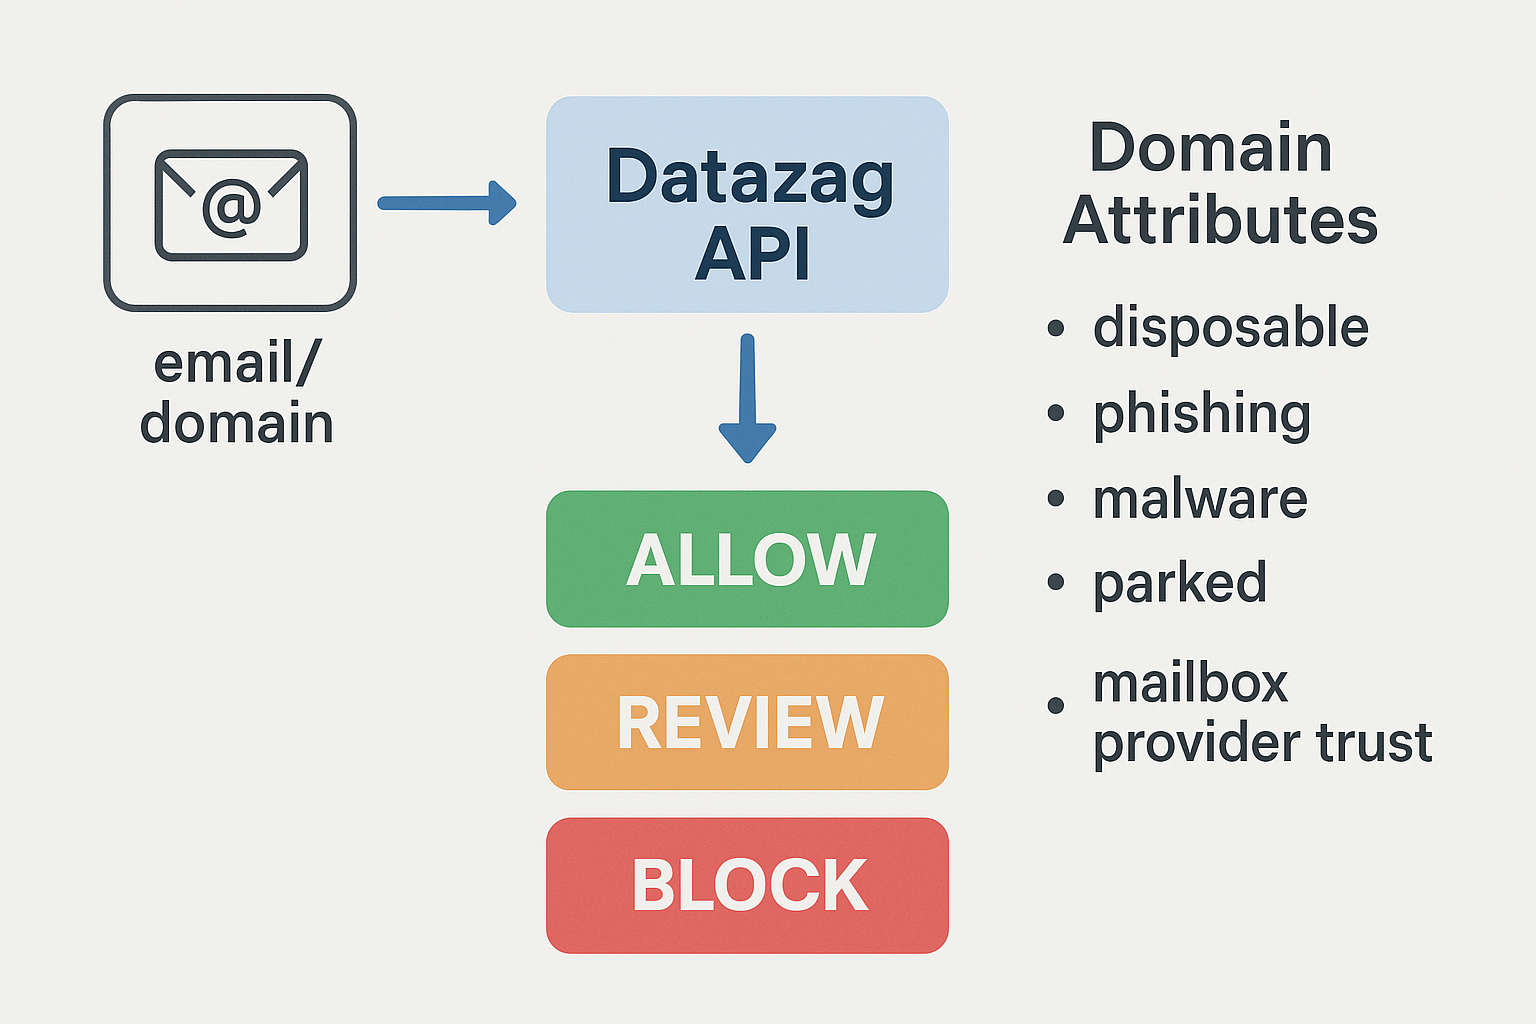 @
email/
domain
Datazag
API
ALLOW
REVIEW
BLOCK
Domain
Attributes
• disposable
• phishing
• malware
• parked
• mailbox
provider trust